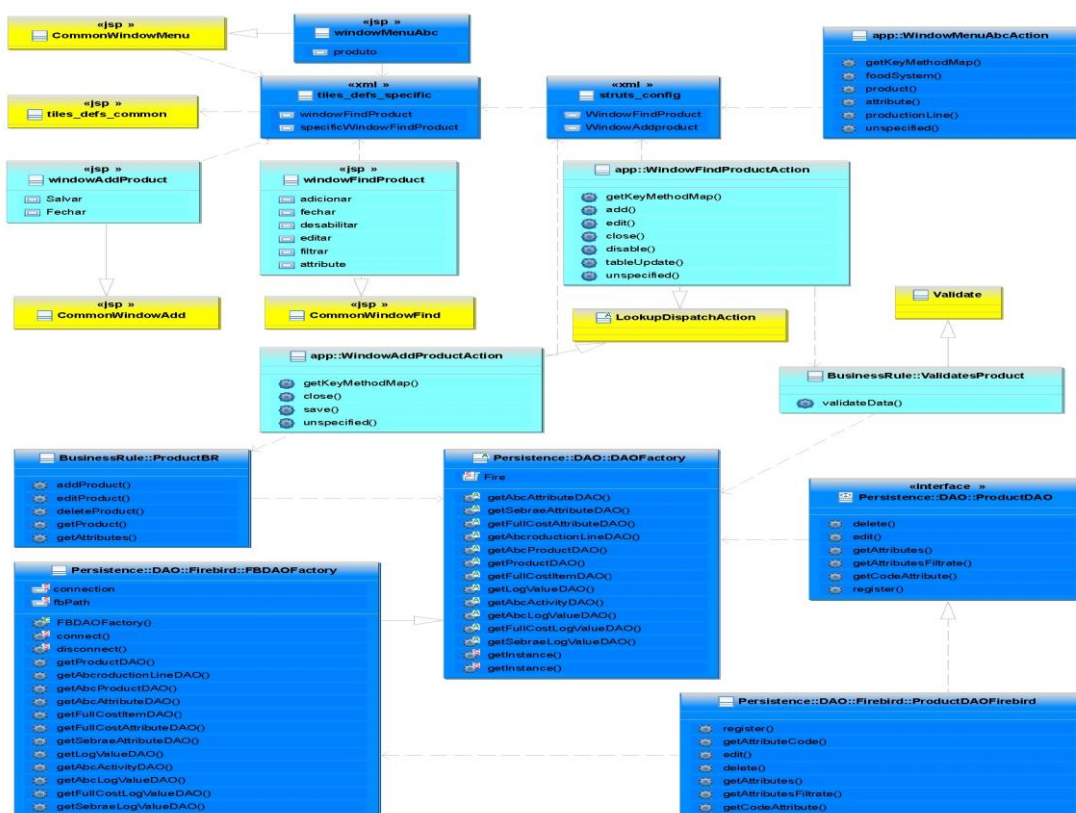 «jsp »
CommonWindowMenu
«jsp »
windowMenuAbc
produto
app::WindowMenuAbcAction
getKeyMethodMap()
foodSystem()
product()
attribute()
productionLine()
unspecified()
«xml »
tiles_defs_specific
windowFindProduct
specificWindowFindProduct
«xml »
struts_config
WindowFindProduct
WindowAddproduct
«jsp »
tiles_defs_common
«jsp »
windowAddProduct
Salvar
Fechar
«jsp »
windowFindProduct
adicionar
fechar
desabilitar
editar
filtrar
attribute
app::WindowFindProductAction
getKeyMethodMap()
add()
edit()
close()
disable()
tableUpdate()
unspecified()
«jsp »
CommonWindowAdd
«jsp »
CommonWindowFind
LookupDispatchAction
Validate
app::WindowAddProductAction
getKeyMethodMap()
close()
save()
unspecified()
BusinessRule::ValidatesProduct
validateData()
BusinessRule::ProductBR
addProduct()
editProduct()
deleteProduct()
getProduct()
getAttributes()
Persistence::DAO::DAOFactory
Fire
getAbcAttributeDAO()
getSebraeAttributeDAO()
getFullCostAttributeDAO()
getAbcroductionLineDAO()
getAbcProductDAO()
getProductDAO()
getFullCostItemDAO()
getLogValueDAO()
getAbcActivityDAO()
getAbcLogValueDAO()
getFullCostLogValueDAO()
getSebraeLogValueDAO()
getInstance()
getInstance()
«interface »
Persistence::DAO::ProductDAO
delete()
edit()
getAttributes()
getAttributesFiltrate()
getCodeAttribute()
register()
Persistence::DAO::Firebird::FBDAOFactory
connection
fbPath
FBDAOFactory()
connect()
disconnect()
getProductDAO()
getAbcroductionLineDAO()
getAbcProductDAO()
getAbcAttributeDAO()
getFullCostItemDAO()
getFullCostAttributeDAO()
getSebraeAttributeDAO()
getLogValueDAO()
getAbcActivityDAO()
getAbcLogValueDAO()
getFullCostLogValueDAO()
getSebraeLogValueDAO()
Persistence::DAO::Firebird::ProductDAOFirebird
register()
getAttributeCode()
edit()
delete()
getAttributes()
getAttributesFiltrate()
getCodeAttribute()